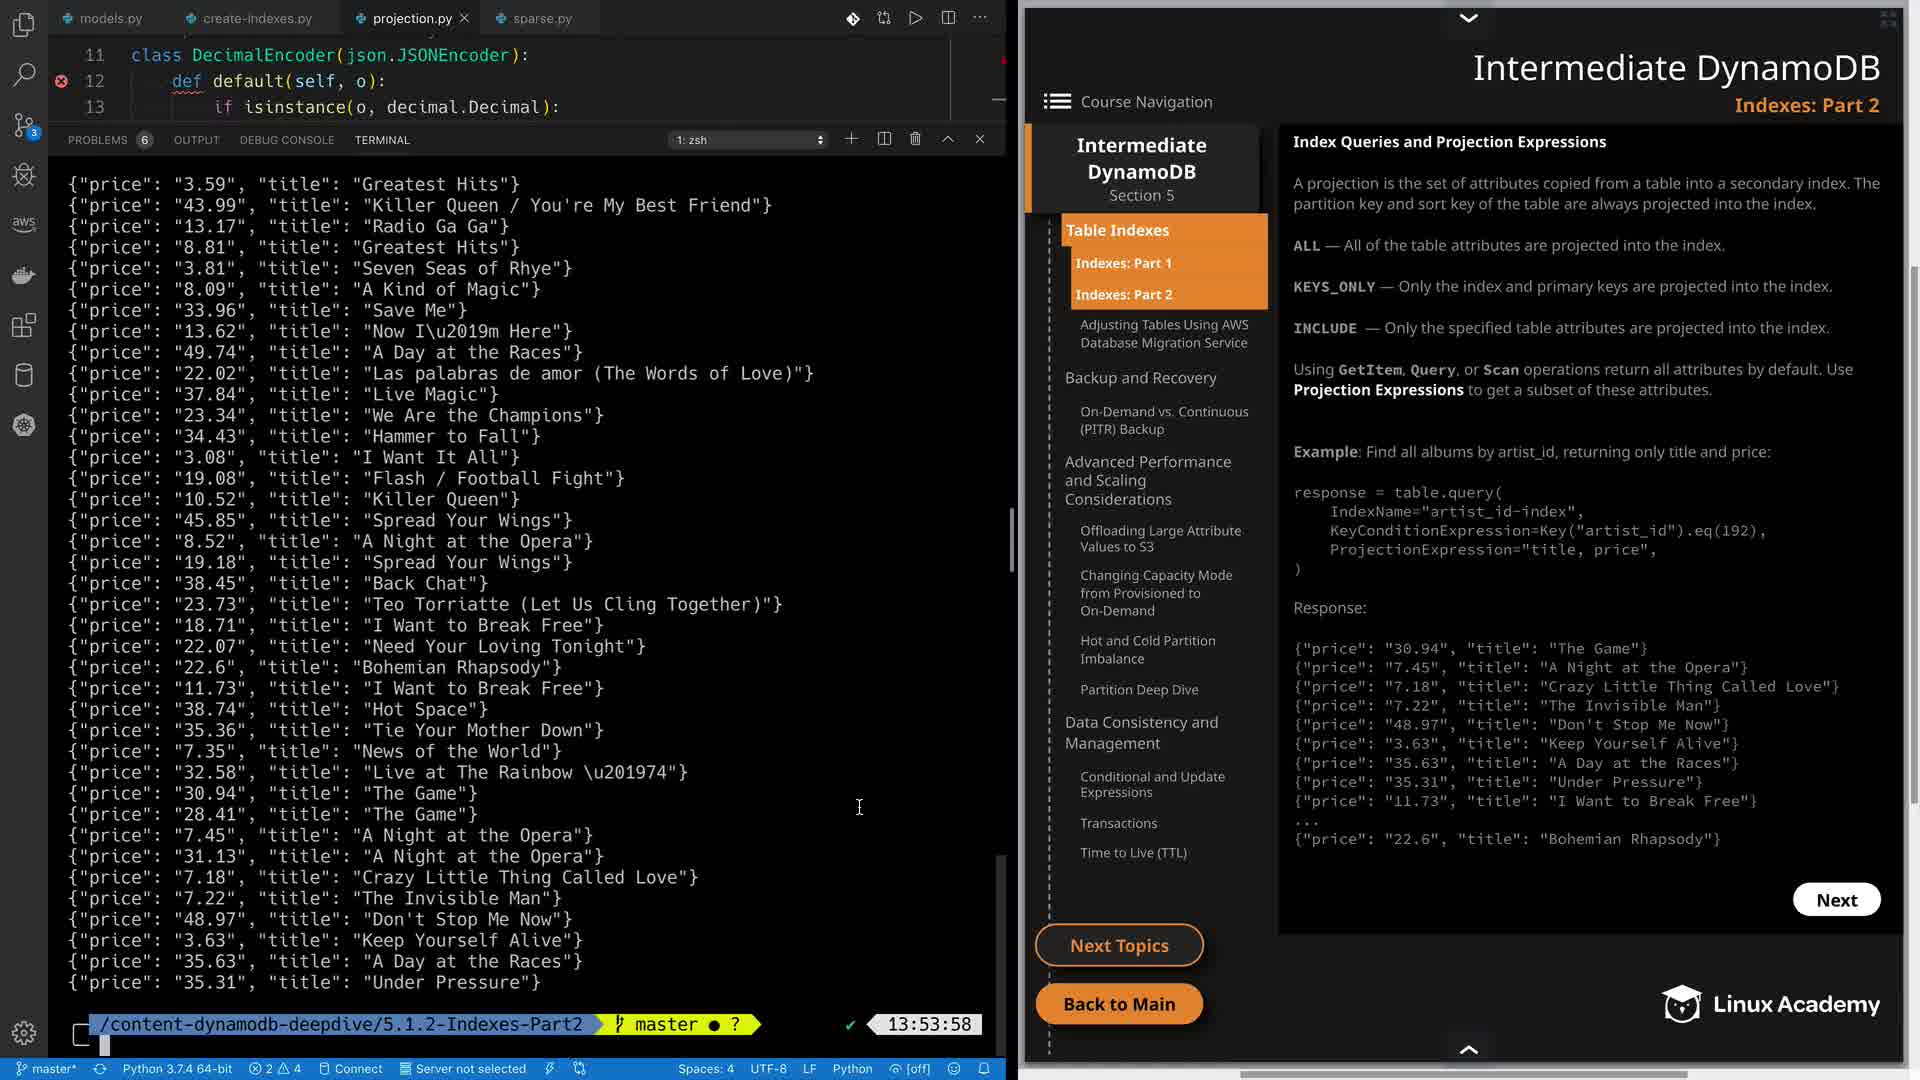 models.py
create-indexes.py
projection.py
sparse.py
11 class DecimalEncoder(json.JSONEncoder):
12 def default(self, o):
13 if isinstance(o, decimal.Decimal):
PROBLEMS 6 OUTPUT DEBUG CONSOLE TERMINAL 1: zsh
3
aws
{"price": "3.59", "title": "Greatest Hits"}
{"price": "43.99", "title": "Killer Queen / You're My Best Friend"}
{"price": "13.17", "title": "Radio Ga Ga"}
{"price": "8.81", "title": "Greatest Hits"}
{"price": "3.81", "title": "Seven Seas of Rhye"}
{"price": "8.09", "title": "A Kind of Magic"}
{"price": "33.96", "title": "Save Me"}
{"price": "13.62", "title": "Now I\u2019m Here"}
{"price": "49.74", "title": "A Day at the Races"}
{"price": "22.02", "title": "Las palabras de amor (The Words of Love)"}
{"price": "37.84", "title": "Live Magic"}
{"price": "23.34", "title": "We Are the Champions"}
{"price": "34.43", "title": "Hammer to Fall"}
{"price": "3.08", "title": "I Want It All"}
{"price": "19.08", "title": "Flash / Football Fight"}
{"price": "10.52", "title": "Killer Queen"}
{"price": "45.85", "title": "Spread Your Wings"}
{"price": "8.52", "title": "A Night at the Opera"}
{"price": "19.18", "title": "Spread Your Wings"}
{"price": "38.45", "title": "Back Chat"}
{"price": "23.73", "title": "Teo Torriatte (Let Us Cling Together)"}
{"price": "18.71", "title": "I Want to Break Free"}
{"price": "22.07", "title": "Need Your Loving Tonight"}
{"price": "22.6", "title": "Bohemian Rhapsody"}
{"price": "11.73", "title": "I Want to Break Free"}
{"price": "38.74", "title": "Hot Space"}
{"price": "35.36", "title": "Tie Your Mother Down"}
{"price": "7.35", "title": "News of the World"}
{"price": "32.58", "title": "Live at The Rainbow \u201974"}
{"price": "30.94", "title": "The Game"}
{"price": "28.41", "title": "The Game"}
{"price": "7.45", "title": "A Night at the Opera"}
{"price": "31.13", "title": "A Night at the Opera"}
{"price": "7.18", "title": "Crazy Little Thing Called Love"}
{"price": "7.22", "title": "The Invisible Man"}
{"price": "48.97", "title": "Don't Stop Me Now"}
{"price": "3.63", "title": "Keep Yourself Alive"}
{"price": "35.63", "title": "A Day at the Races"}
{"price": "35.31", "title": "Under Pressure"}
/content-dynamodb-deepdive/5.1.2-Indexes-Part2 master ● ? ✔ 13:53:58
master* Python 3.7.4 64-bit 2 4 Connect Server not selected Spaces: 4 UTF-8 LF Python [off]
Intermediate DynamoDB
Indexes: Part 2
Course Navigation
Intermediate
DynamoDB
Section 5
Table Indexes
Indexes: Part 1
Indexes: Part 2
Adjusting Tables Using AWS
Database Migration Service
Backup and Recovery
On-Demand vs. Continuous
(PITR) Backup
Advanced Performance
and Scaling
Considerations
Offloading Large Attribute
Values to S3
Changing Capacity Mode
from Provisioned to
On-Demand
Hot and Cold Partition
Imbalance
Partition Deep Dive
Data Consistency and
Management
Conditional and Update
Expressions
Transactions
Time to Live (TTL)
Next Topics
Back to Main
Index Queries and Projection Expressions
A projection is the set of attributes copied from a table into a secondary index. The
partition key and sort key of the table are always projected into the index.
ALL — All of the table attributes are projected into the index.
KEYS_ONLY — Only the index and primary keys are projected into the index.
INCLUDE — Only the specified table attributes are projected into the index.
Using GetItem, Query, or Scan operations return all attributes by default. Use
Projection Expressions to get a subset of these attributes.
Example: Find all albums by artist_id, returning only title and price:
response = table.query(
IndexName="artist_id-index",
KeyConditionExpression=Key("artist_id").eq(192),
ProjectionExpression="title, price",
)
Response:
{"price": "30.94", "title": "The Game"}
{"price": "7.45", "title": "A Night at the Opera"}
{"price": "7.18", "title": "Crazy Little Thing Called Love"}
{"price": "7.22", "title": "The Invisible Man"}
{"price": "48.97", "title": "Don't Stop Me Now"}
{"price": "3.63", "title": "Keep Yourself Alive"}
{"price": "35.63", "title": "A Day at the Races"}
{"price": "35.31", "title": "Under Pressure"}
{"price": "11.73", "title": "I Want to Break Free"}
...
{"price": "22.6", "title": "Bohemian Rhapsody"}
Next
Linux Academy